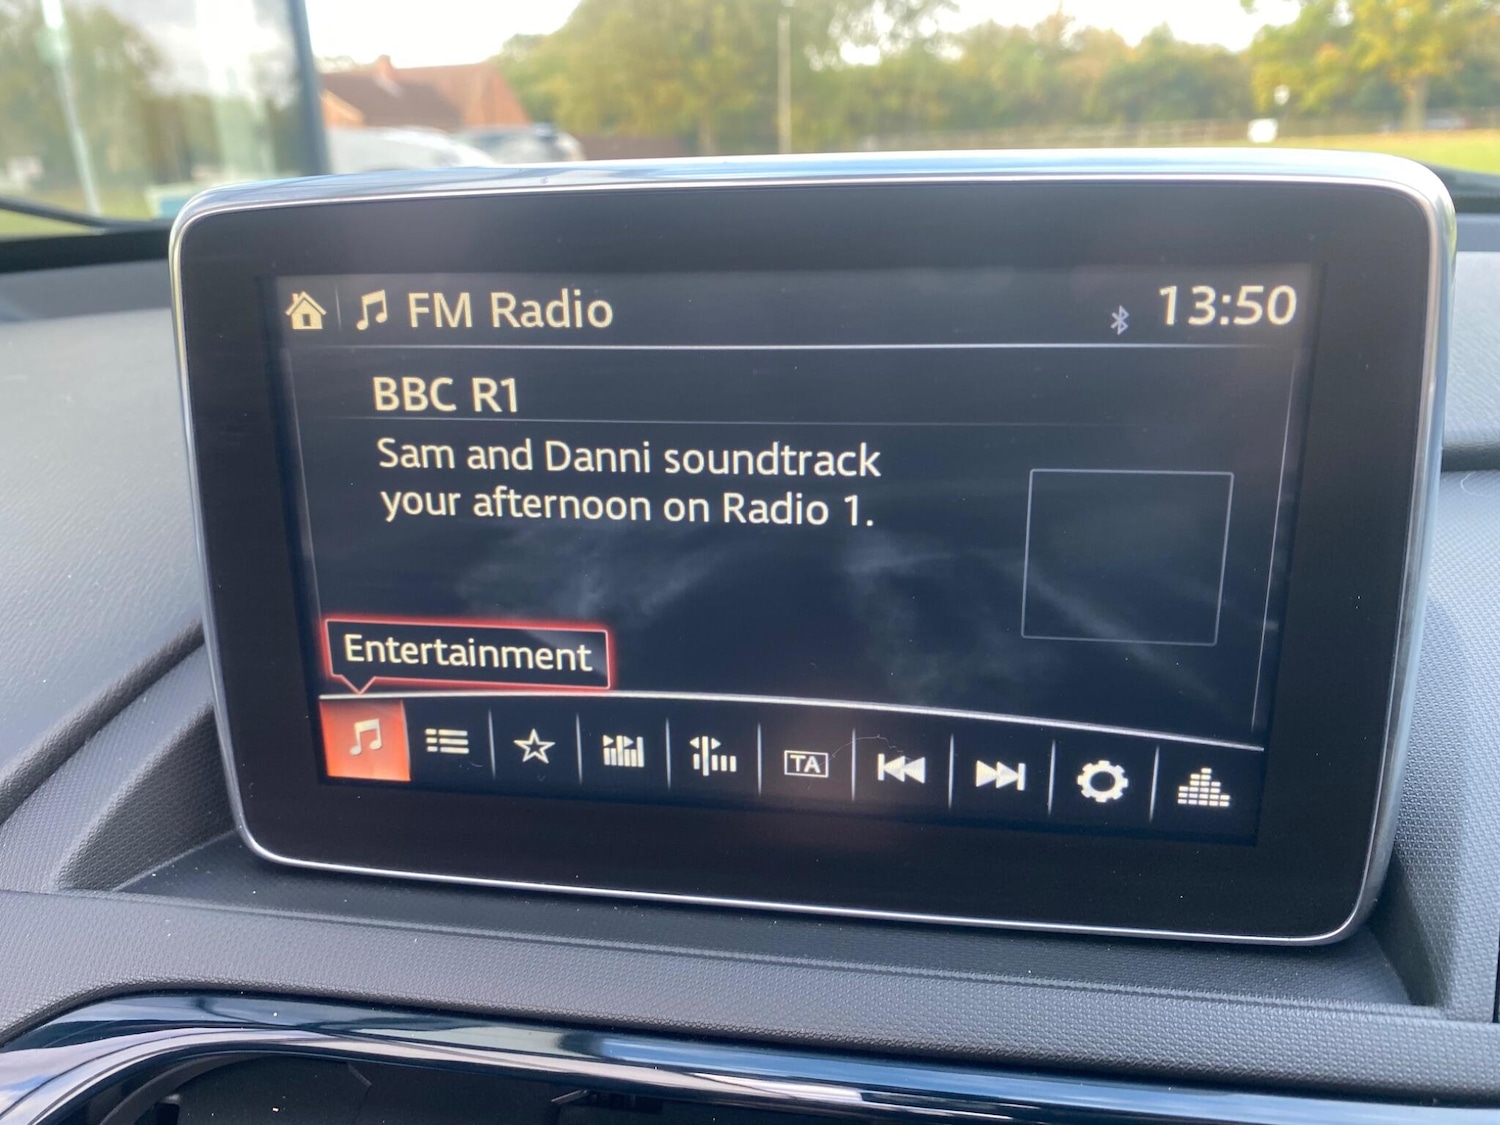 FM Radio
13:50
BBC R1
Sam and Danni soundtrack
your afternoon on Radio 1.
Entertainment
TA